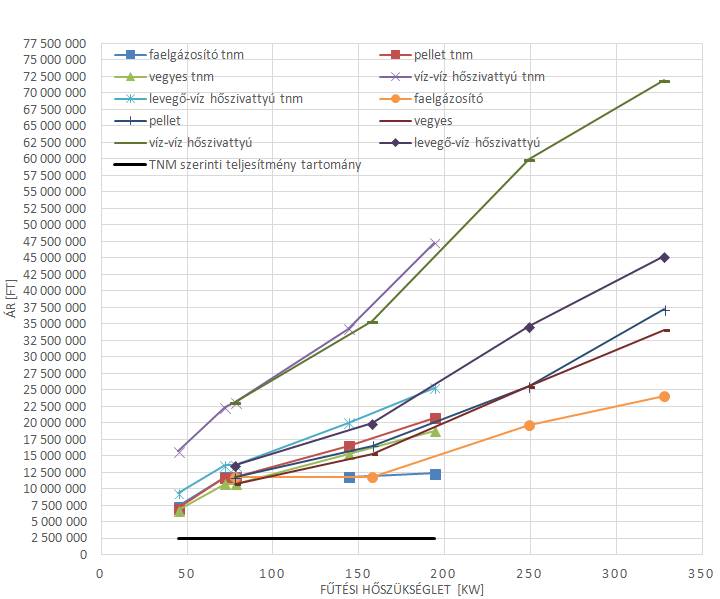 77 500 000
75 000 000
72 500 000
70 000 000
67 500 000
65 000 000
62 500 000
60 000 000
57 500 000
55 000 000
52 500 000
50 000 000
47 500 000
45 000 000
42 500 000
40 000 000
37 500 000
35 000 000
32 500 000
30 000 000
27 500 000
25 000 000
22 500 000
20 000 000
17 500 000
15 000 000
12 500 000
10 000 000
7 500 000
5 000 000
2 500 000
0
ÁR [FT]
faelgázosító tnm
pellet tnm
vegyes tnm
víz-víz hőszivattyú tnm
levegő-víz hőszivattyú tnm
faelgázosító
pellet
vegyes
víz-víz hőszivattyú
levegő-víz hőszivattyú
TNM szerinti teljesítmény tartomány
0 50 100 150 200 250 300 350
FŰTÉSI HŐSZÜKSÉGLET [KW]